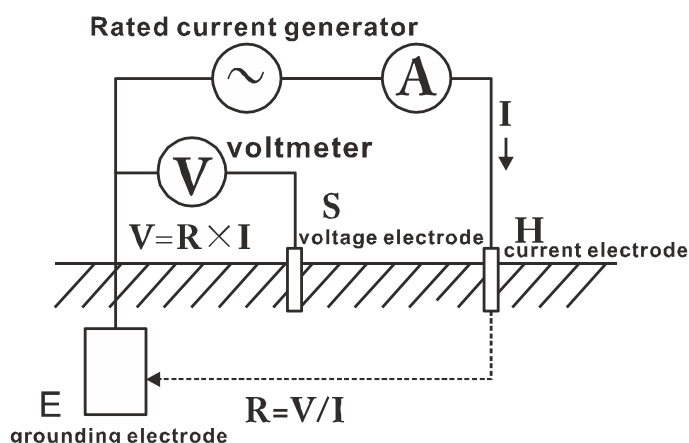 Rated current generator
A
I
V
voltmeter
S
V=R×I
voltage electrode
H
current electrode
E
R=V/I
grounding electrode